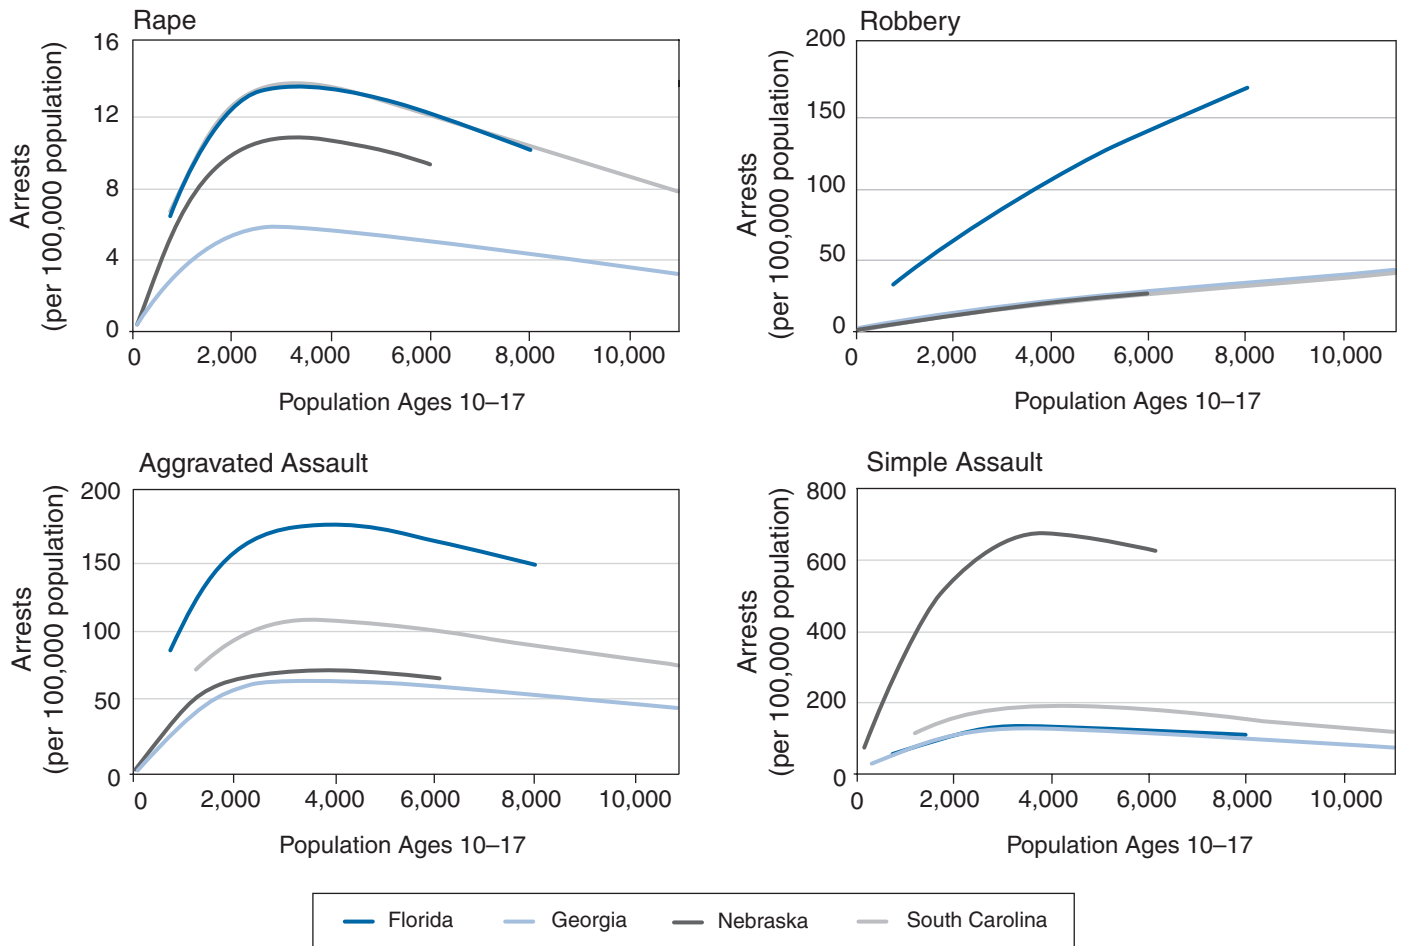 Rape
Arrests
(per 100,000 population)
16
12
8
4
0
0 2,000 4,000 6,000 8,000 10,000
Population Ages 10–17
Robbery
Arrests
(per 100,000 population)
200
150
100
50
0
0 2,000 4,000 6,000 8,000 10,000
Population Ages 10–17
Aggravated Assault
Arrests
(per 100,000 population)
200
150
100
50
0
0 2,000 4,000 6,000 8,000 10,000
Population Ages 10–17
Simple Assault
Arrests
(per 100,000 population)
800
600
400
200
0
0 2,000 4,000 6,000 8,000 10,000
Population Ages 10–17
Florida Georgia Nebraska South Carolina